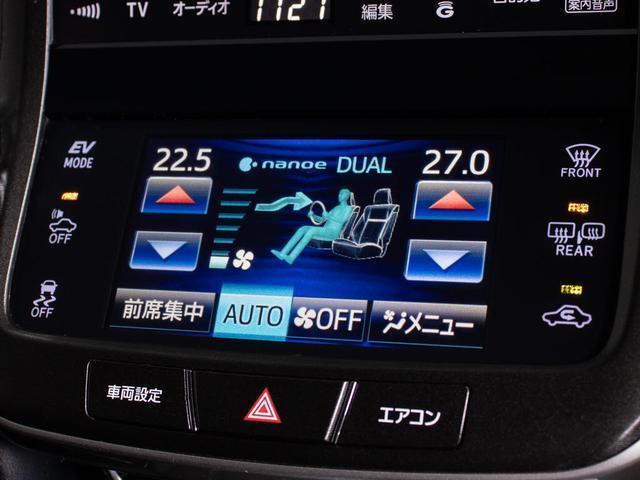 TV オーディオ 1121 編集 G
案内音声
EV
MODE
22.5 nanoe DUAL 27.0
FRONT
OFF
REAR
OFF
前席集中 AUTO OFF メニュー
車両設定 エアコン